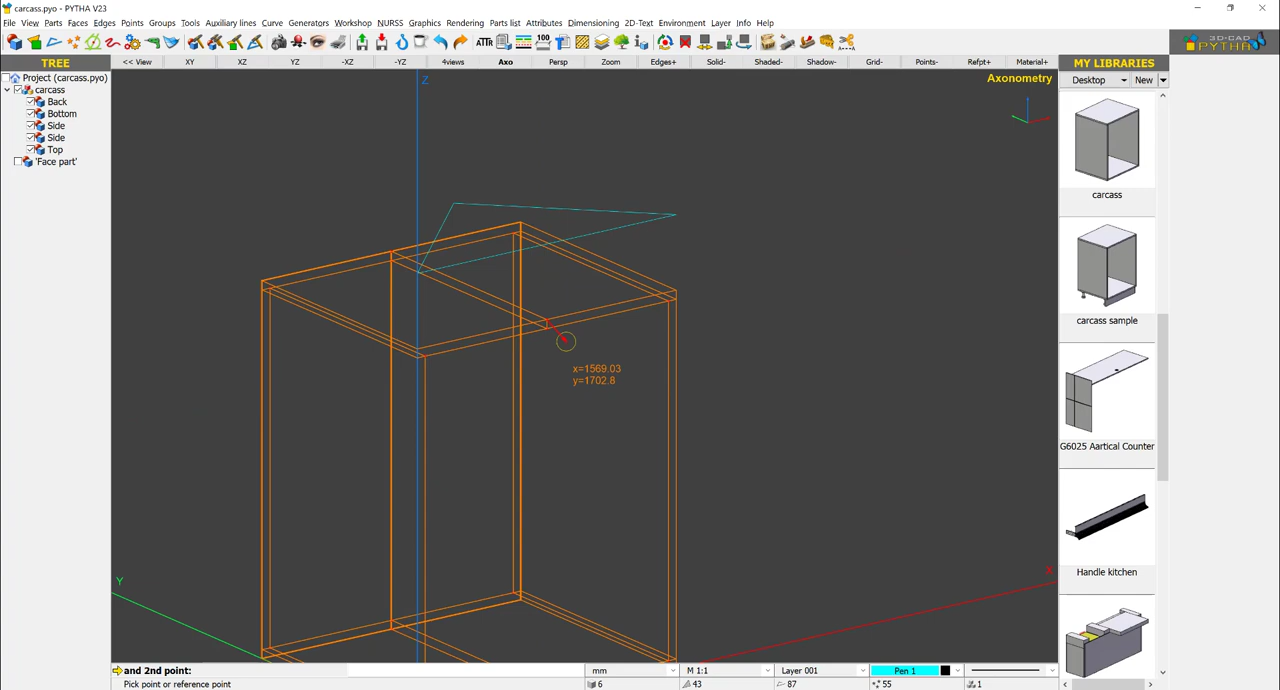 carcass.pyo - PYTHA V23
File View Parts Faces Edges Points Groups Tools Auxiliary lines Curve Generators Workshop NURSS Graphics Rendering Parts list Attributes Dimensioning 2D-Text Environment Layer Info Help
ATTR 100
3D-CAD PYTHA
TREE
<< View XY XZ YZ -XZ -YZ 4views Axo Persp Zoom Edges+ Solid- Shaded- Shadow- Grid- Points- Refpt+ Material+
MY LIBRARIES
Project (carcass.pyo)
carcass
Back
Bottom
Side
Side
Top
'Face part'
Z
Axonometry
Desktop New
carcass
carcass sample
G6025 Aartical Counter
Handle kitchen
x=1569.03
y=1702.8
Y
X
and 2nd point:
mm M 1:1 Layer 001 Pen 1
Pick point or reference point
6 43 87 55 1